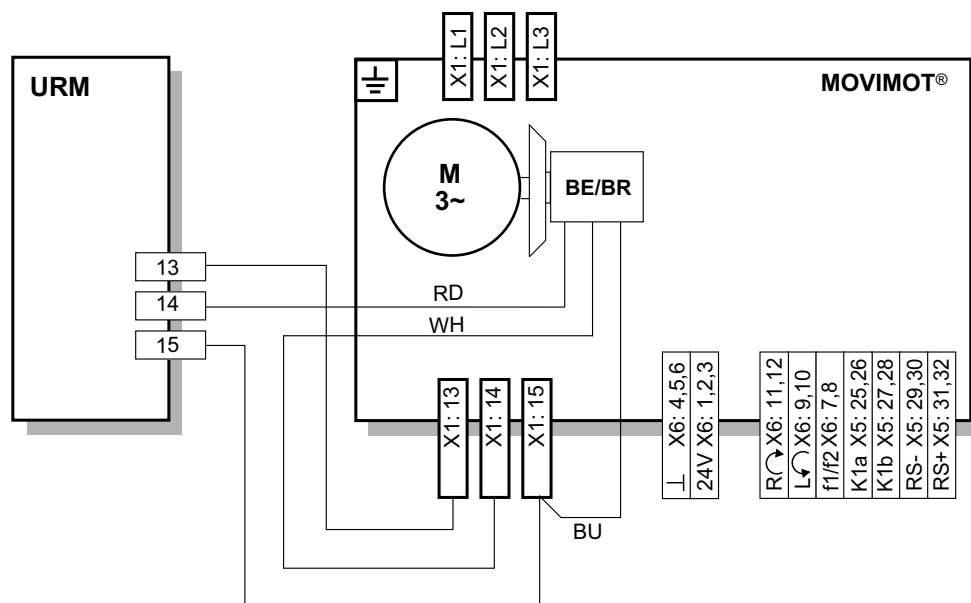 URM
13
14
15
X1: L1
X1: L2
X1: L3
MOVIMOT®
M
3~
BE/BR
RD
WH
BU
X1: 13
X1: 14
X1: 15
⊥ X6: 4,5,6
24V X6: 1,2,3
R X6: 11,12
L X6: 9,10
f1/f2 X6: 7,8
K1a X5: 25,26
K1b X5: 27,28
RS- X5: 29,30
RS+ X5: 31,32